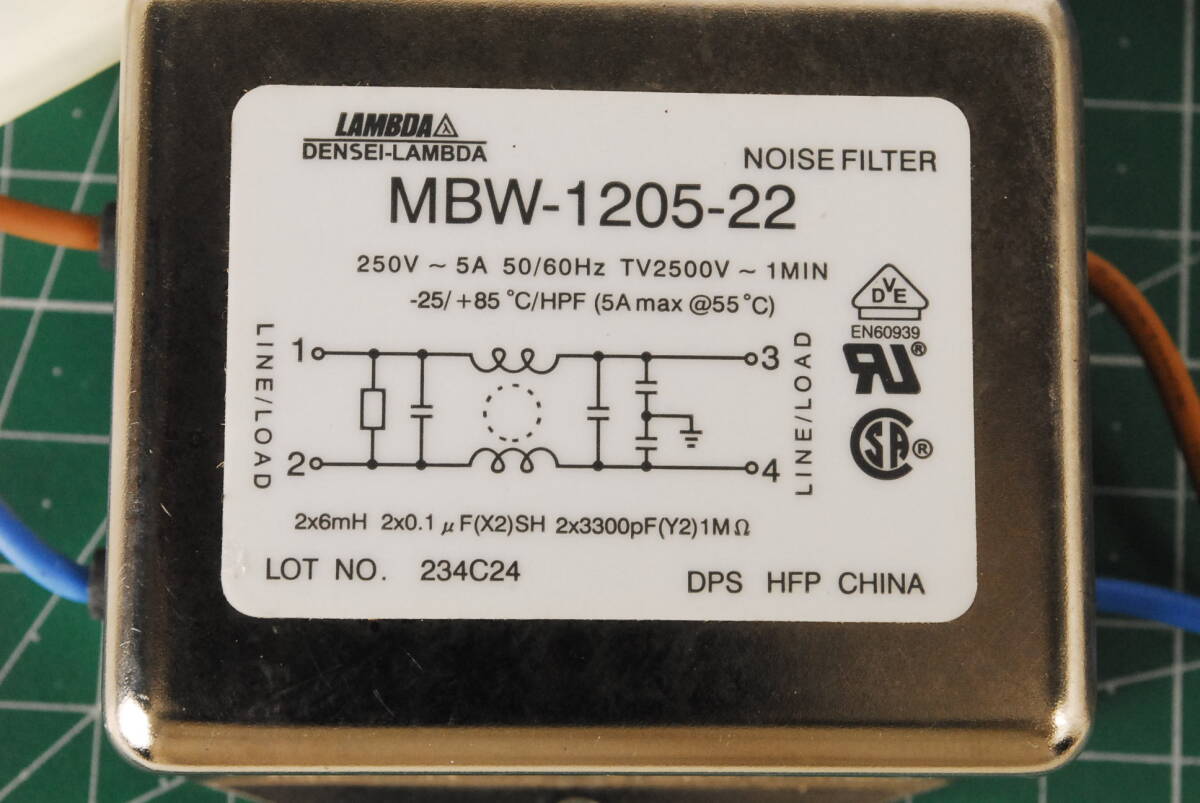 LAMBDA
DENSEI-LAMBDA
NOISE FILTER
MBW-1205-22
250V ~ 5A 50/60Hz TV2500V ~ 1MIN
-25/+85 °C/HPF (5A max @55 °C)
DVE
EN60939
RU®
SA®
LINE/LOAD
1
2
3
4
LINE/LOAD
2x6mH 2x0.1 μF(X2)SH 2x3300pF(Y2)1MΩ
LOT NO. 234C24
DPS HFP CHINA